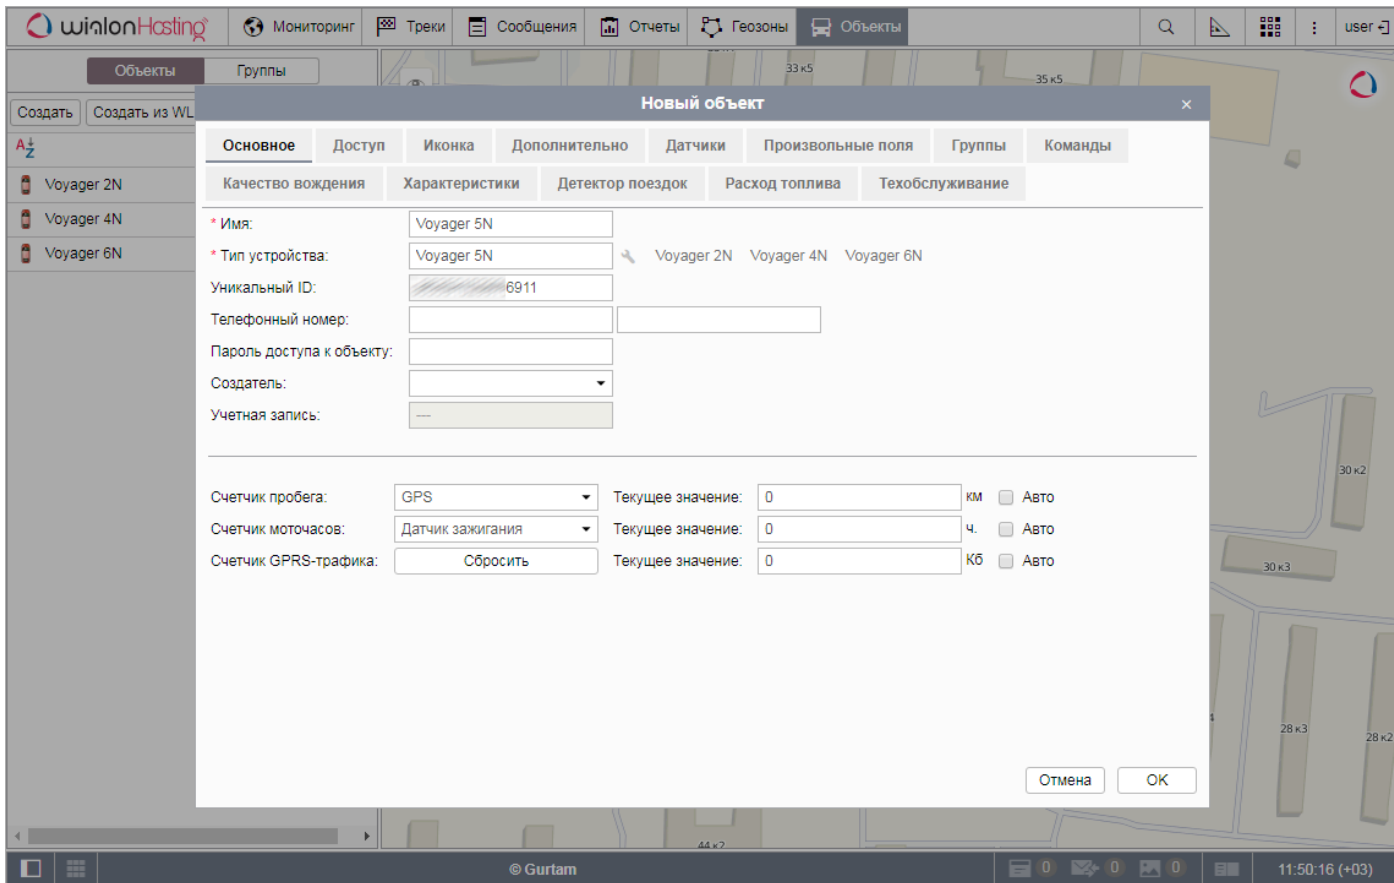 wialonHosting Мониторинг Треки Сообщения Отчеты Геозоны Объекты user
Объекты Группы
33 к5
35 к5
Создать Создать из WL
Новый объект
Основное Доступ Иконка Дополнительно Датчики Произвольные поля Группы Команды
Качество вождения Характеристики Детектор поездок Расход топлива Техобслуживание
Voyager 2N
Voyager 4N
Voyager 6N
* Имя: Voyager 5N
* Тип устройства: Voyager 5N Voyager 2N Voyager 4N Voyager 6N
Уникальный ID: 6911
Телефонный номер:
Пароль доступа к объекту:
Создатель:
Учетная запись: ---
Счетчик пробега: GPS Текущее значение: 0 км Авто
Счетчик моточасов: Датчик зажигания Текущее значение: 0 ч. Авто
Счетчик GPRS-трафика: Сбросить Текущее значение: 0 Кб Авто
30 к2
30 к3
28 к3
28 к2
Отмена OK
44 к2
© Gurtam 0 0 0 11:50:16 (+03)